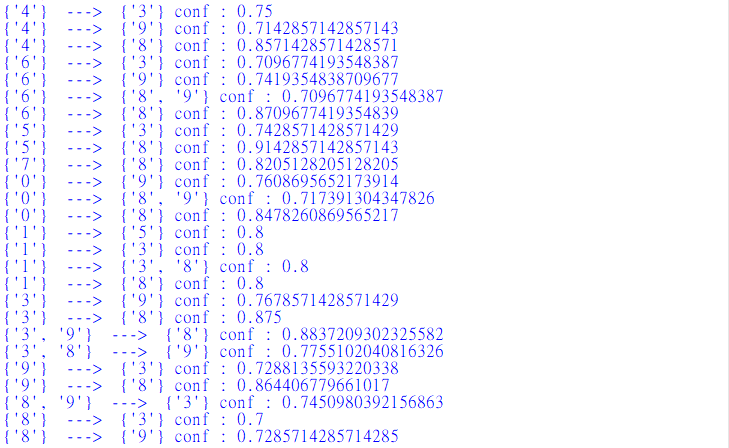 {'4'}  --->  {'3'} conf : 0.75
{'4'}  --->  {'9'} conf : 0.7142857142857143
{'4'}  --->  {'8'} conf : 0.8571428571428571
{'6'}  --->  {'3'} conf : 0.7096774193548387
{'6'}  --->  {'9'} conf : 0.7419354838709677
{'6'}  --->  {'8', '9'} conf : 0.7096774193548387
{'6'}  --->  {'8'} conf : 0.8709677419354839
{'5'}  --->  {'3'} conf : 0.7428571428571429
{'5'}  --->  {'8'} conf : 0.9142857142857143
{'7'}  --->  {'8'} conf : 0.8205128205128205
{'0'}  --->  {'9'} conf : 0.7608695652173914
{'0'}  --->  {'8', '9'} conf : 0.717391304347826
{'0'}  --->  {'8'} conf : 0.8478260869565217
{'1'}  --->  {'5'} conf : 0.8
{'1'}  --->  {'3'} conf : 0.8
{'1'}  --->  {'3', '8'} conf : 0.8
{'1'}  --->  {'8'} conf : 0.8
{'3'}  --->  {'9'} conf : 0.7678571428571429
{'3'}  --->  {'8'} conf : 0.875
{'3', '9'}  --->  {'8'} conf : 0.8837209302325582
{'3', '8'}  --->  {'9'} conf : 0.7755102040816326
{'9'}  --->  {'3'} conf : 0.7288135593220338
{'9'}  --->  {'8'} conf : 0.864406779661017
{'8', '9'}  --->  {'3'} conf : 0.7450980392156863
{'8'}  --->  {'3'} conf : 0.7
{'8'}  --->  {'9'} conf : 0.7285714285714285